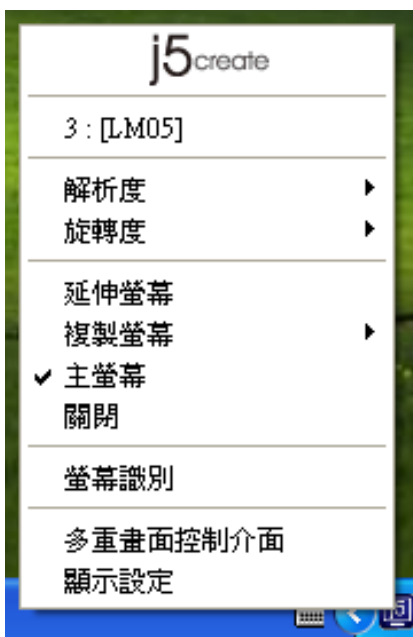 j5create
3 : [LM05]
解析度
旋轉度
延伸螢幕
複製螢幕
主螢幕
關閉
螢幕識別
多重畫面控制介面
顯示設定